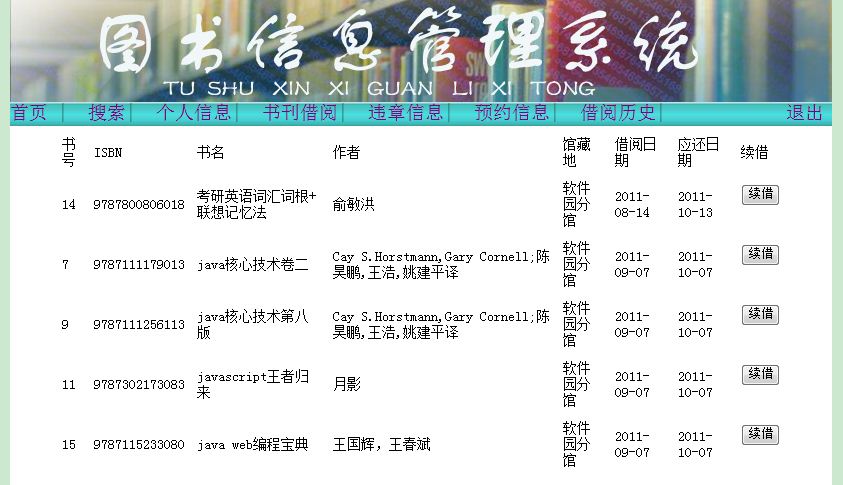 图书信息管理系统
TU SHU XIN XI GUAN LI XI TONG
首页 | 搜索 | 个人信息 | 书刊借阅 | 违章信息 | 预约信息 | 借阅历史 | 退出
书号 ISBN 书名 作者 馆藏地 借阅日期 应还日期 续借
14 9787800806018 考研英语词汇词根+联想记忆法 俞敏洪 软件园分馆 2011-08-14 2011-10-13 续借
7 9787111179013 java核心技术卷二 Cay S.Horstmann,Gary Cornell;陈昊鹏,王浩,姚建平译 软件园分馆 2011-09-07 2011-10-07 续借
9 9787111256113 java核心技术第八版 Cay S.Horstmann,Gary Cornell;陈昊鹏,王浩,姚建平译 软件园分馆 2011-09-07 2011-10-07 续借
11 9787302173083 javascript王者归来 月影 软件园分馆 2011-09-07 2011-10-07 续借
15 9787115233080 java web编程宝典 王国辉，王春斌 软件园分馆 2011-09-07 2011-10-07 续借